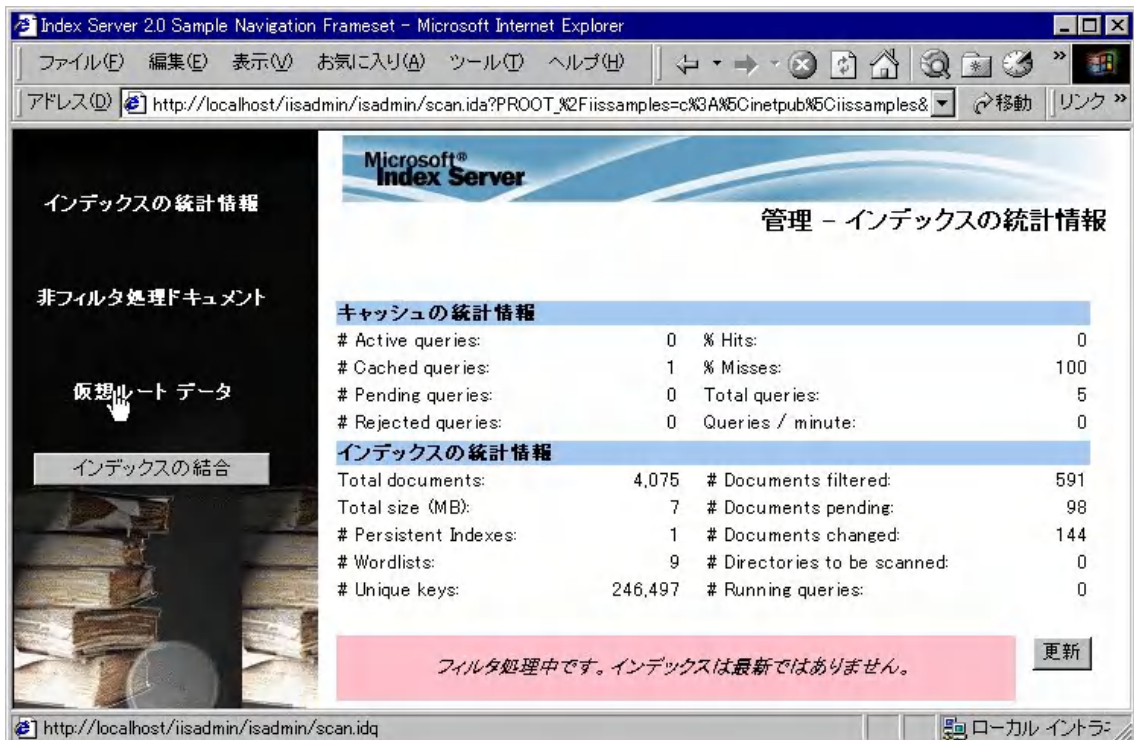 Index Server 2.0 Sample Navigation Frameset - Microsoft Internet Explorer
ファイル(F) 編集(E) 表示(V) お気に入り(A) ツール(T) ヘルプ(H) »
アドレス(D) http://localhost/iisadmin/isadmin/scan.ida?PROOT_%2Fiissamples=c%3A%5Cinetpub%5Ciissamples& 移動 リンク »
インデックスの統計情報
非フィルタ処理ドキュメント
仮想ルート データ
インデックスの結合
Microsoft®
Index Server
管理 - インデックスの統計情報
キャッシュの統計情報
# Active queries: 0 % Hits: 0
# Cached queries: 1 % Misses: 100
# Pending queries: 0 Total queries: 5
# Rejected queries: 0 Queries / minute: 0
インデックスの統計情報
Total documents: 4,075 # Documents filtered: 591
Total size (MB): 7 # Documents pending: 98
# Persistent Indexes: 1 # Documents changed: 144
# Wordlists: 9 # Directories to be scanned: 0
# Unique keys: 246,497 # Running queries: 0
フィルタ処理中です。インデックスは最新ではありません。
更新
http://localhost/iisadmin/isadmin/scan.idq
ローカル イントラ